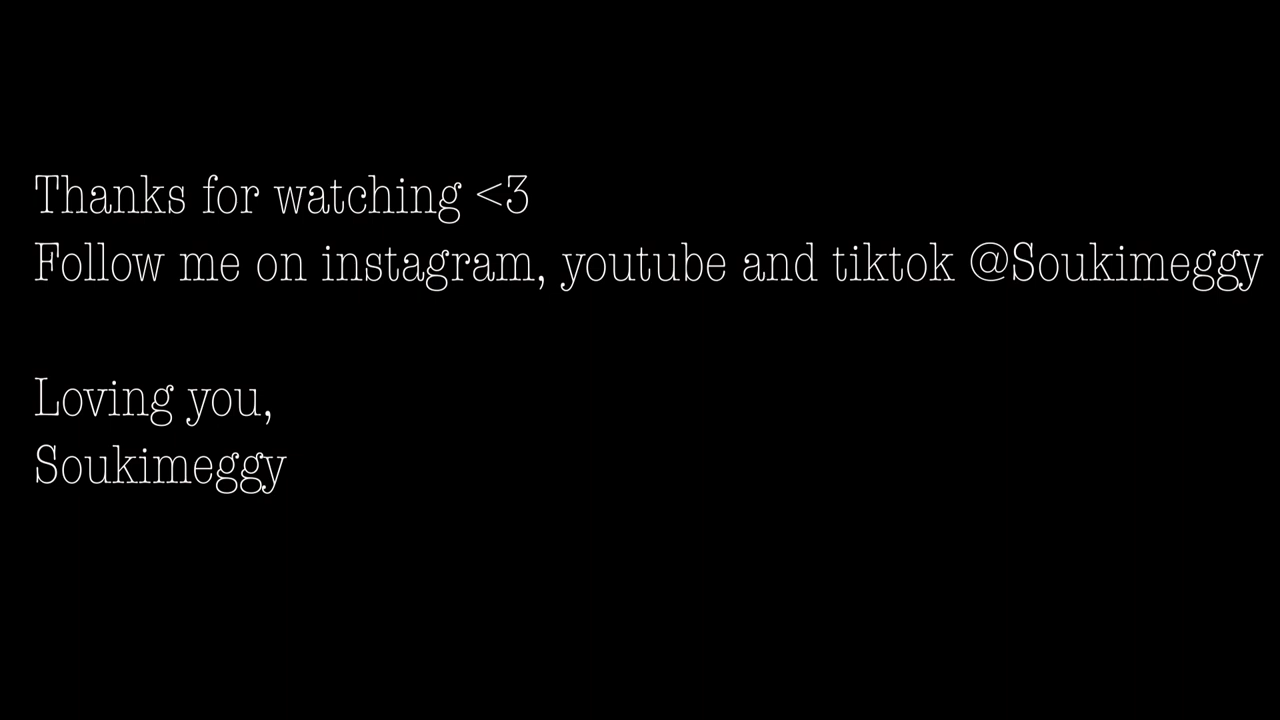 Thanks for watching <3
Follow me on instagram, youtube and tiktok @Soukimeggy
Loving you,
Soukimeggy